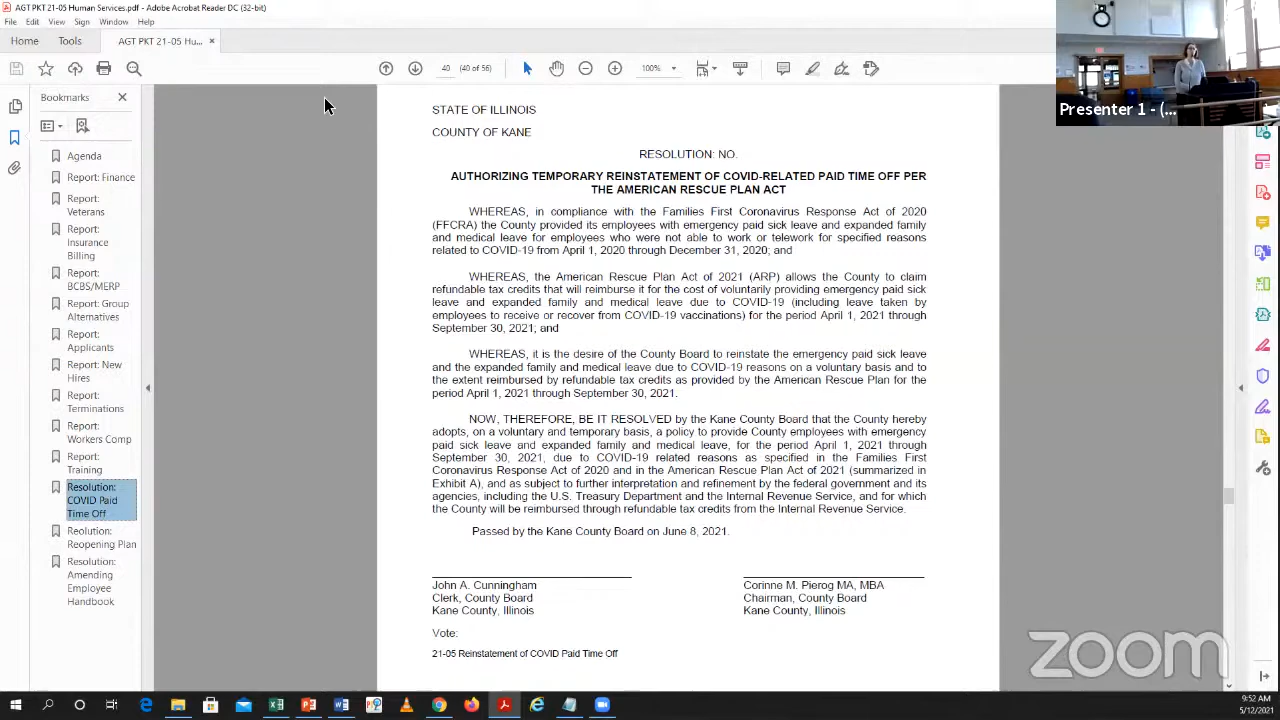 AGT PKT 21-05 Human Services.pdf - Adobe Acrobat Reader DC (32-bit)
File Edit View Sign Window Help
Home Tools AGT PKT 21-05 Hu... ×
40 (40 of 56) 100%
Presenter 1 - (...
Bookmarks
Agenda
Report: Finance
Report:
Veterans
Report:
Insurance
Billing
Report:
BCBS/MERP
Report: Group
Alternatives
Report:
Applicants
Report: New
Hires
Report:
Terminations
Report:
Workers Comp
Report:
Training
Resolution:
COVID Paid
Time Off
Reolution:
Reopening Plan
Resolution:
Amending
Employee
Handbook
STATE OF ILLINOIS
COUNTY OF KANE
RESOLUTION: NO.
AUTHORIZING TEMPORARY REINSTATEMENT OF COVID-RELATED PAID TIME OFF PER
THE AMERICAN RESCUE PLAN ACT
WHEREAS, in compliance with the Families First Coronavirus Response Act of 2020
(FFCRA) the County provided its employees with emergency paid sick leave and expanded family
and medical leave for employees who were not able to work or telework for specified reasons
related to COVID-19 from April 1, 2020 through December 31, 2020; and
WHEREAS, the American Rescue Plan Act of 2021 (ARP) allows the County to claim
refundable tax credits that will reimburse it for the cost of voluntarily providing emergency paid sick
leave and expanded family and medical leave due to COVID-19 (including leave taken by
employees to receive or recover from COVID-19 vaccinations) for the period April 1, 2021 through
September 30, 2021; and
WHEREAS, it is the desire of the County Board to reinstate the emergency paid sick leave
and the expanded family and medical leave due to COVID-19 reasons on a voluntary basis and to
the extent reimbursed by refundable tax credits as provided by the American Rescue Plan for the
period April 1, 2021 through September 30, 2021.
NOW, THEREFORE, BE IT RESOLVED by the Kane County Board that the County hereby
adopts, on a voluntary and temporary basis, a policy to provide County employees with emergency
paid sick leave and expanded family and medical leave, for the period April 1, 2021 through
September 30, 2021, due to COVID-19 related reasons as specified in the Families First
Coronavirus Response Act of 2020 and in the American Rescue Plan Act of 2021 (summarized in
Exhibit A), and as subject to further interpretation and refinement by the federal government and its
agencies, including the U.S. Treasury Department and the Internal Revenue Service, and for which
the County will be reimbursed through refundable tax credits from the Internal Revenue Service.
Passed by the Kane County Board on June 8, 2021.
John A. Cunningham Corinne M. Pierog MA, MBA
Clerk, County Board Chairman, County Board
Kane County, Illinois Kane County, Illinois
Vote:
21-05 Reinstatement of COVID Paid Time Off
zoom
9:52 AM
5/12/2021